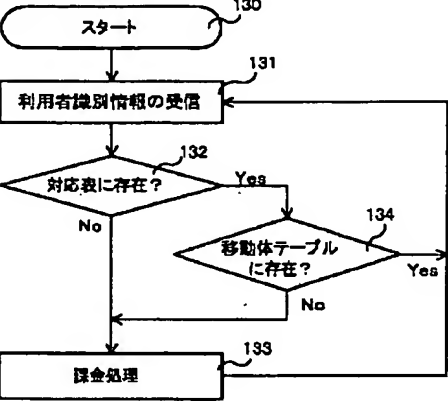 130
スタート
131
利用者識別情報の受信
132
対応表に存在?
Yes
No
134
移動体テーブル
に存在?
Yes
No
133
課金処理